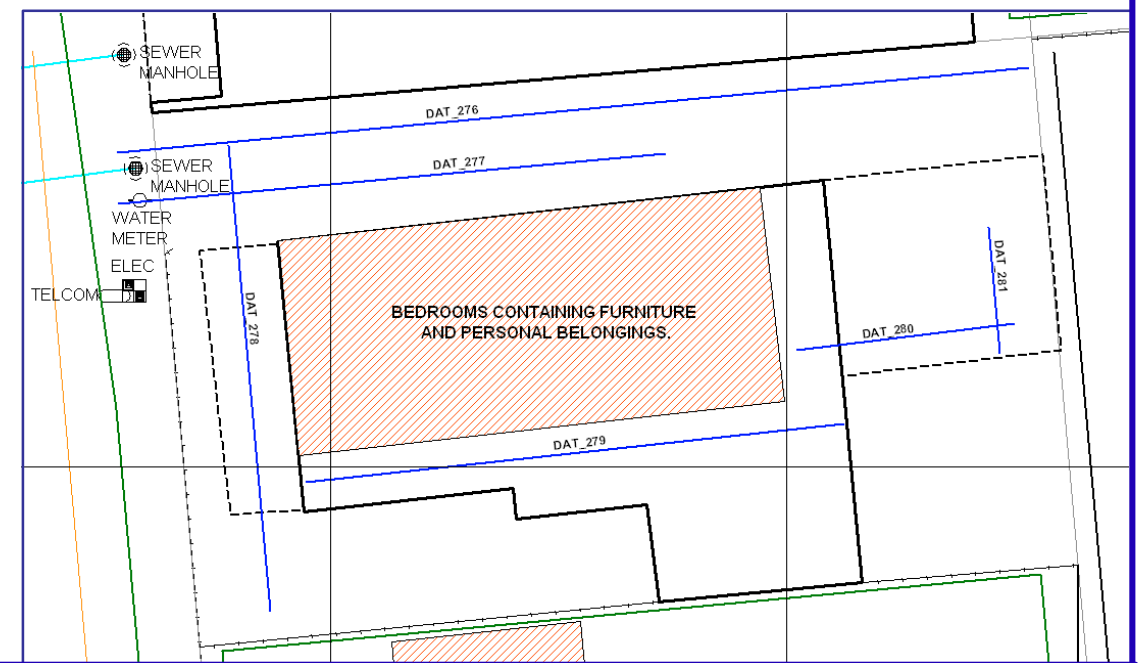 SEWER
MANHOLE
DAT_276
DAT_277
SEWER
MANHOLE
WATER
METER
ELEC
TELCOM
DAT_278
BEDROOMS CONTAINING FURNITURE
AND PERSONAL BELONGINGS.
DAT_281
DAT_280
DAT_279